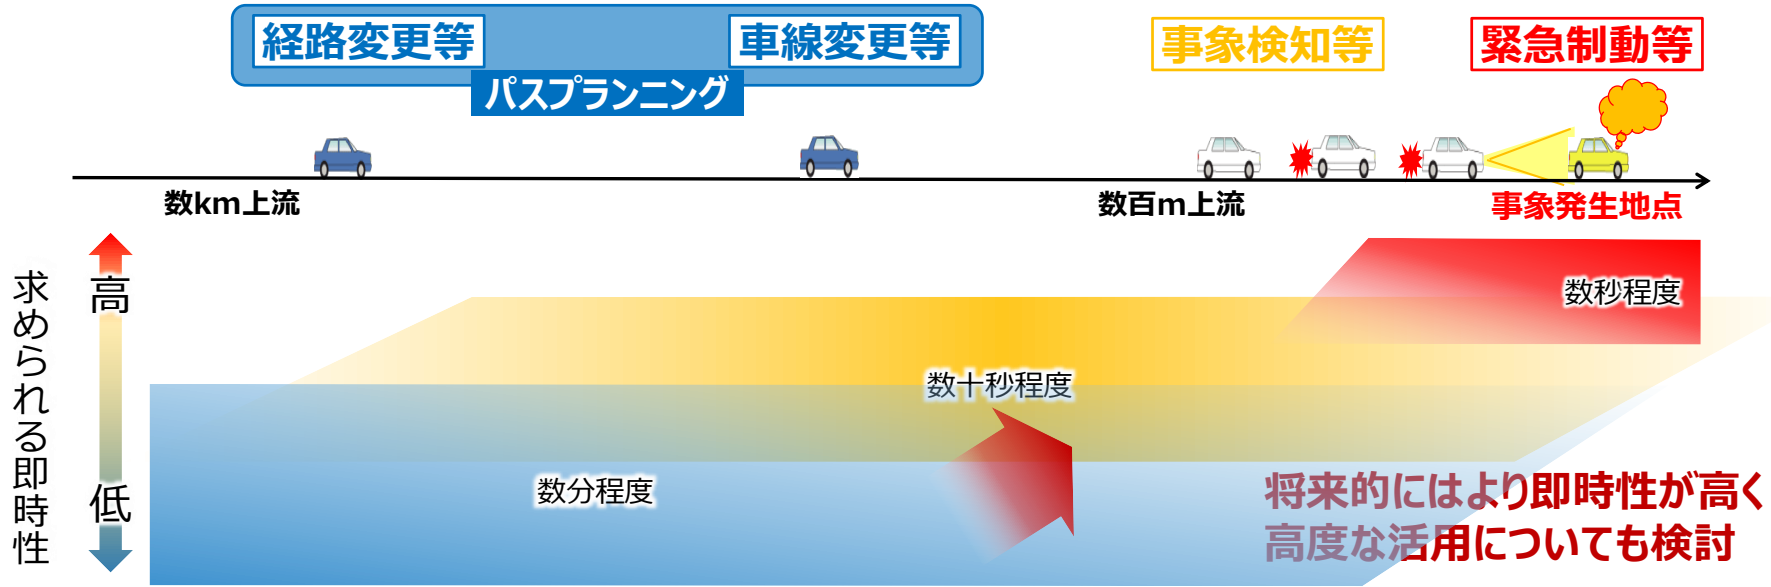 経路変更等
車線変更等
事象検知等
緊急制動等
パスプランニング
数km上流
数百m上流
事象発生地点
求められる即時性
高
低
数秒程度
数十秒程度
数分程度
将来的にはより即時性が高く
高度な活用についても検討